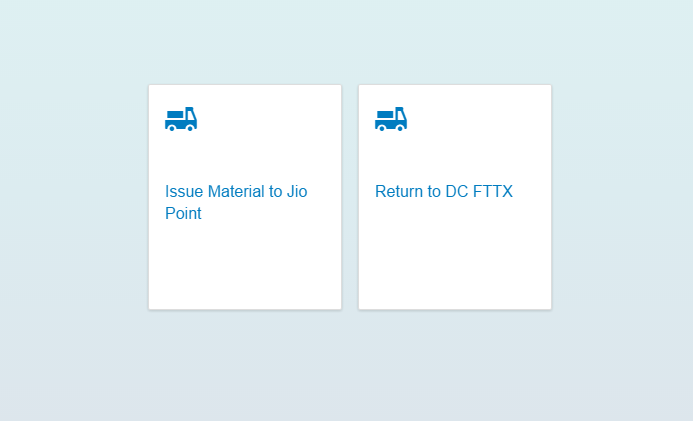 Issue Material to Jio
Point
Return to DC FTTX